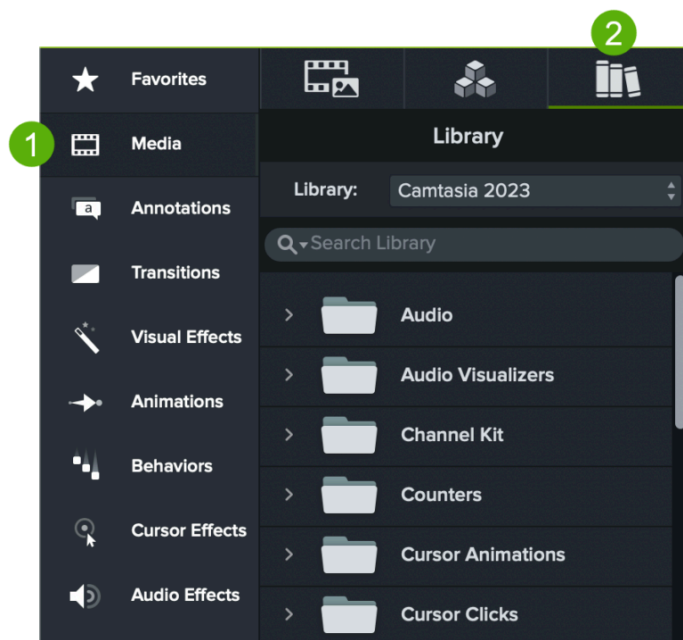 2
Favorites
1
Media
Annotations
a
Transitions
Visual Effects
Animations
Behaviors
Cursor Effects
Audio Effects
Library
Library: Camtasia 2023
Search Library
Audio
Audio Visualizers
Channel Kit
Counters
Cursor Animations
Cursor Clicks